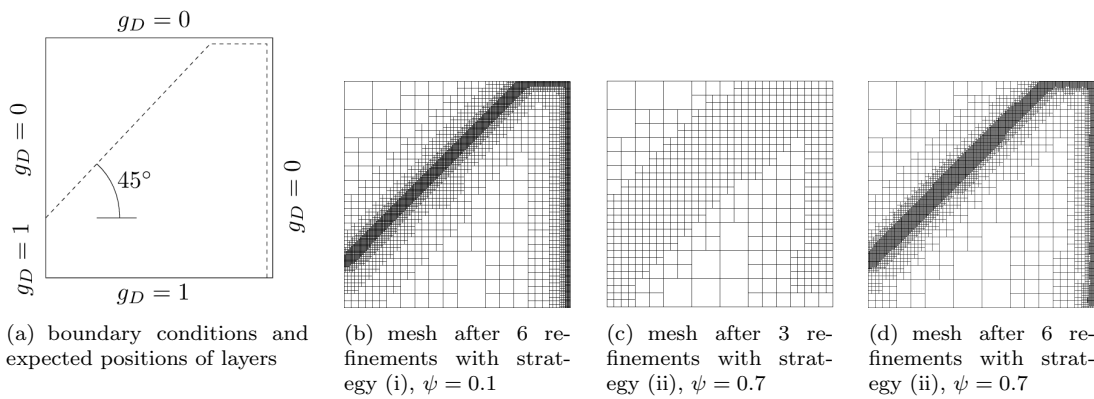 g_D = 0
g_D = 0
45°
g_D = 0
g_D = 1
g_D = 1
(a) boundary conditions and
expected positions of layers
(b) mesh after 6 re-
finements with strat-
egy (i), ψ = 0.1
(c) mesh after 3 re-
finements with strat-
egy (ii), ψ = 0.7
(d) mesh after 6 re-
finements with strat-
egy (ii), ψ = 0.7